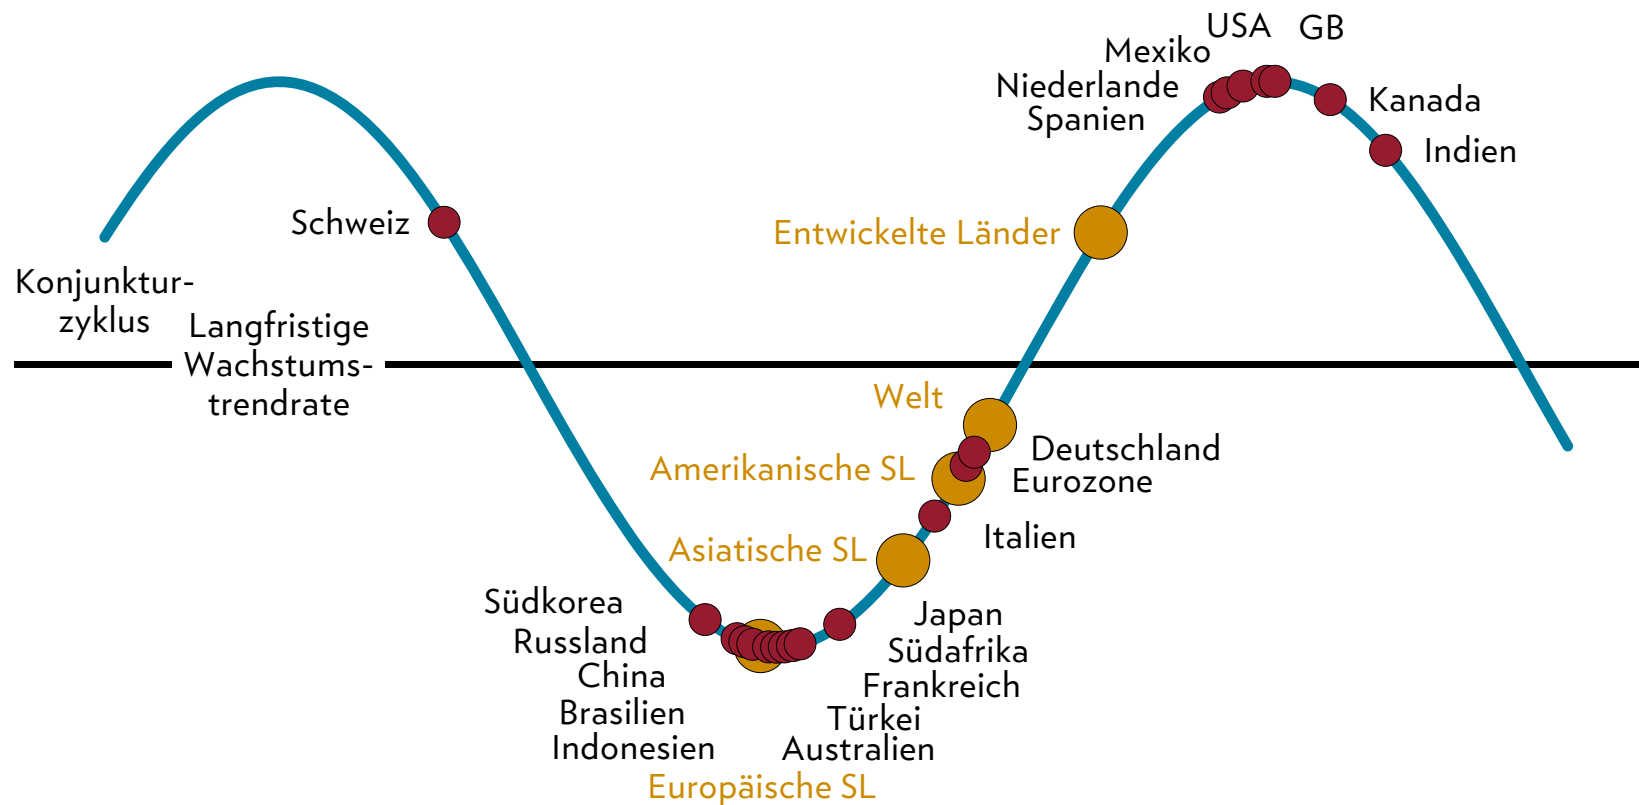 USA
GB
Mexiko
Niederlande
Spanien
Kanada
Indien
Schweiz
Entwickelte Länder
Konjunktur-
zyklus
Langfristige
Wachstums-
trendrate
Welt
Deutschland
Amerikanische SL
Eurozone
Italien
Asiatische SL
Südkorea
Russland
China
Brasilien
Indonesien
Japan
Südafrika
Frankreich
Türkei
Australien
Europäische SL